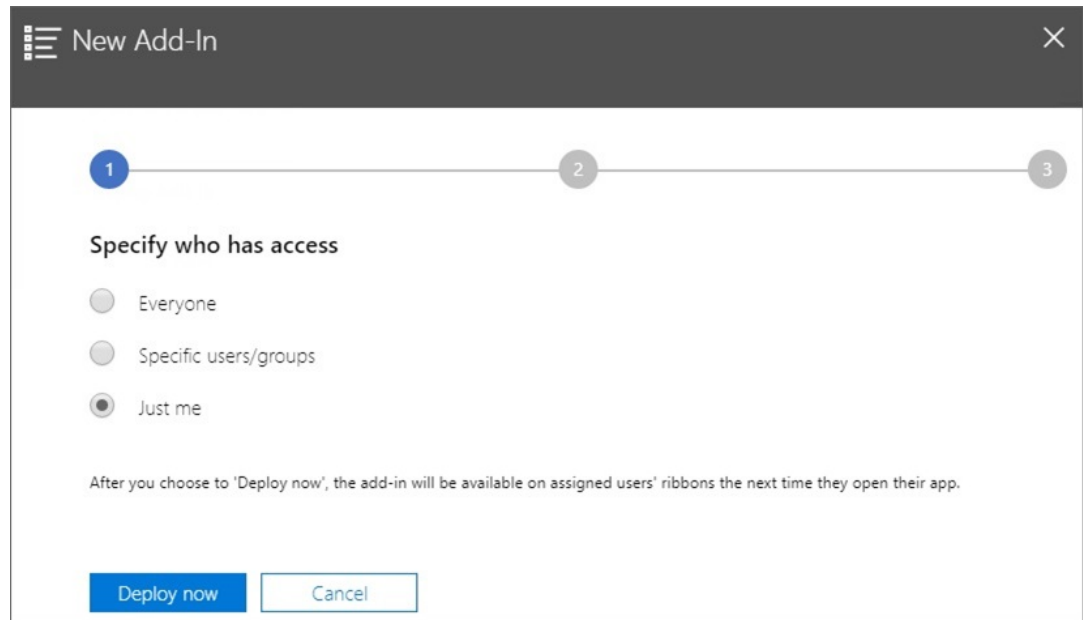 New Add-In
1
2
3
Specify who has access
Everyone
Specific users/groups
Just me
After you choose to 'Deploy now', the add-in will be available on assigned users' ribbons the next time they open their app.
Deploy now
Cancel